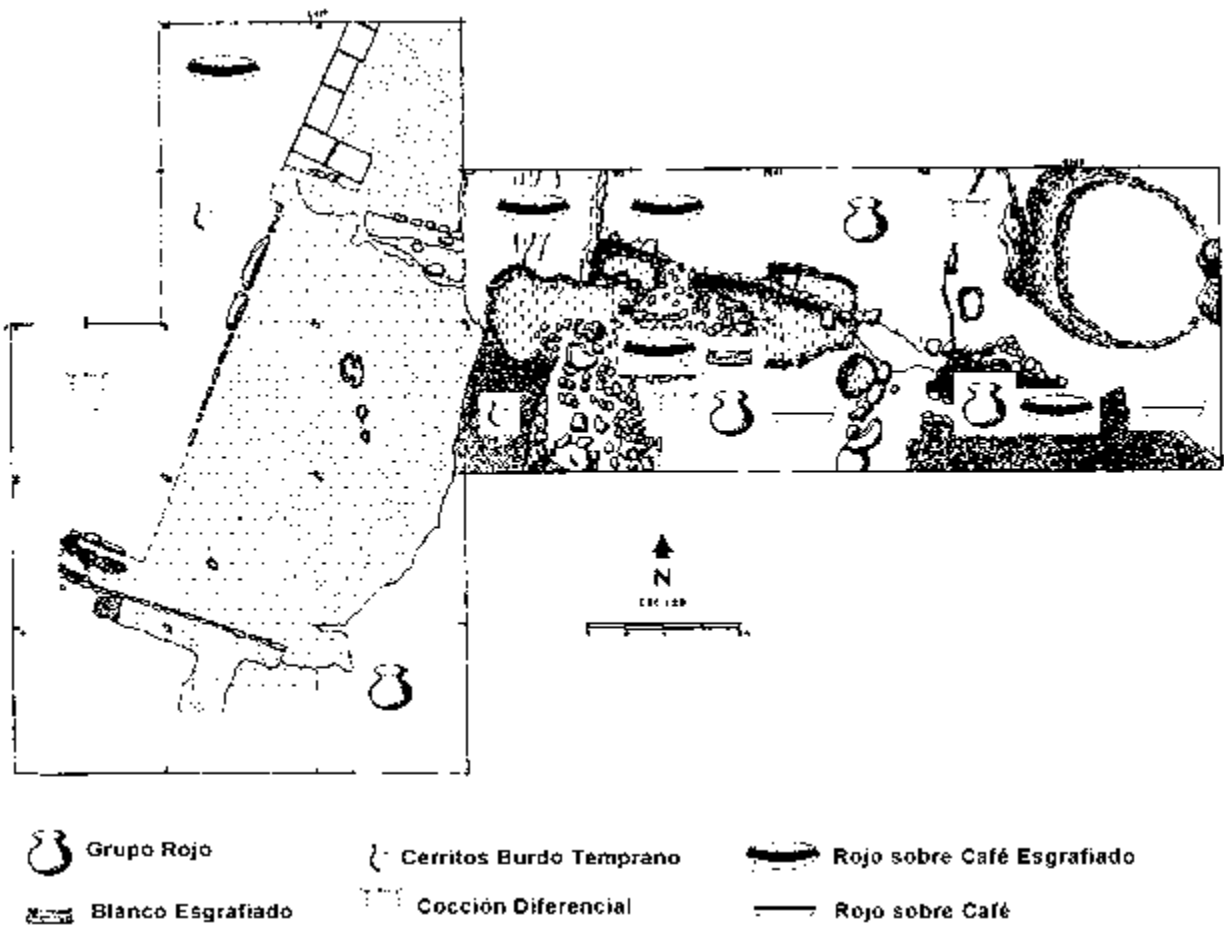 N
Grupo Rojo
Cerritos Burdo Temprano
Rojo sobre Café Esgrafiado
Blanco Esgrafiado
Cocción Diferencial
Rojo sobre Café